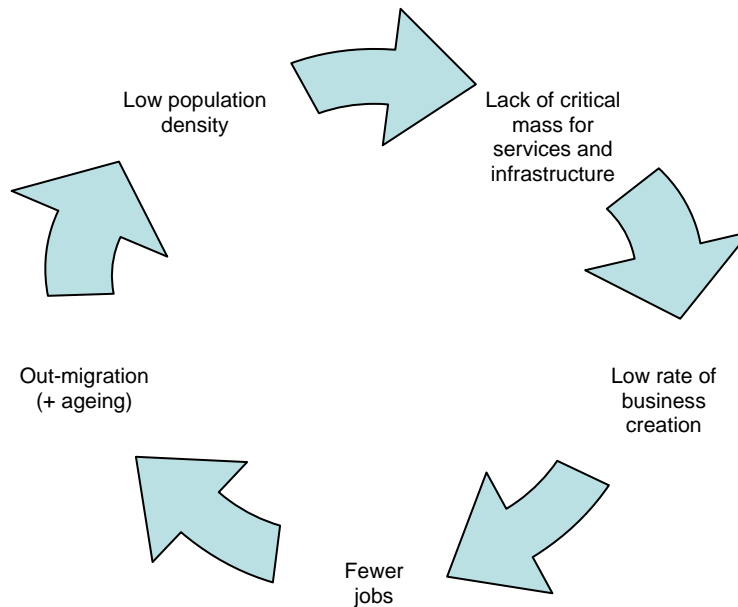 Low population
density
Lack of critical
mass for
services and
infrastructure
Low rate of
business
creation
Fewer
jobs
Out-migration
(+ ageing)